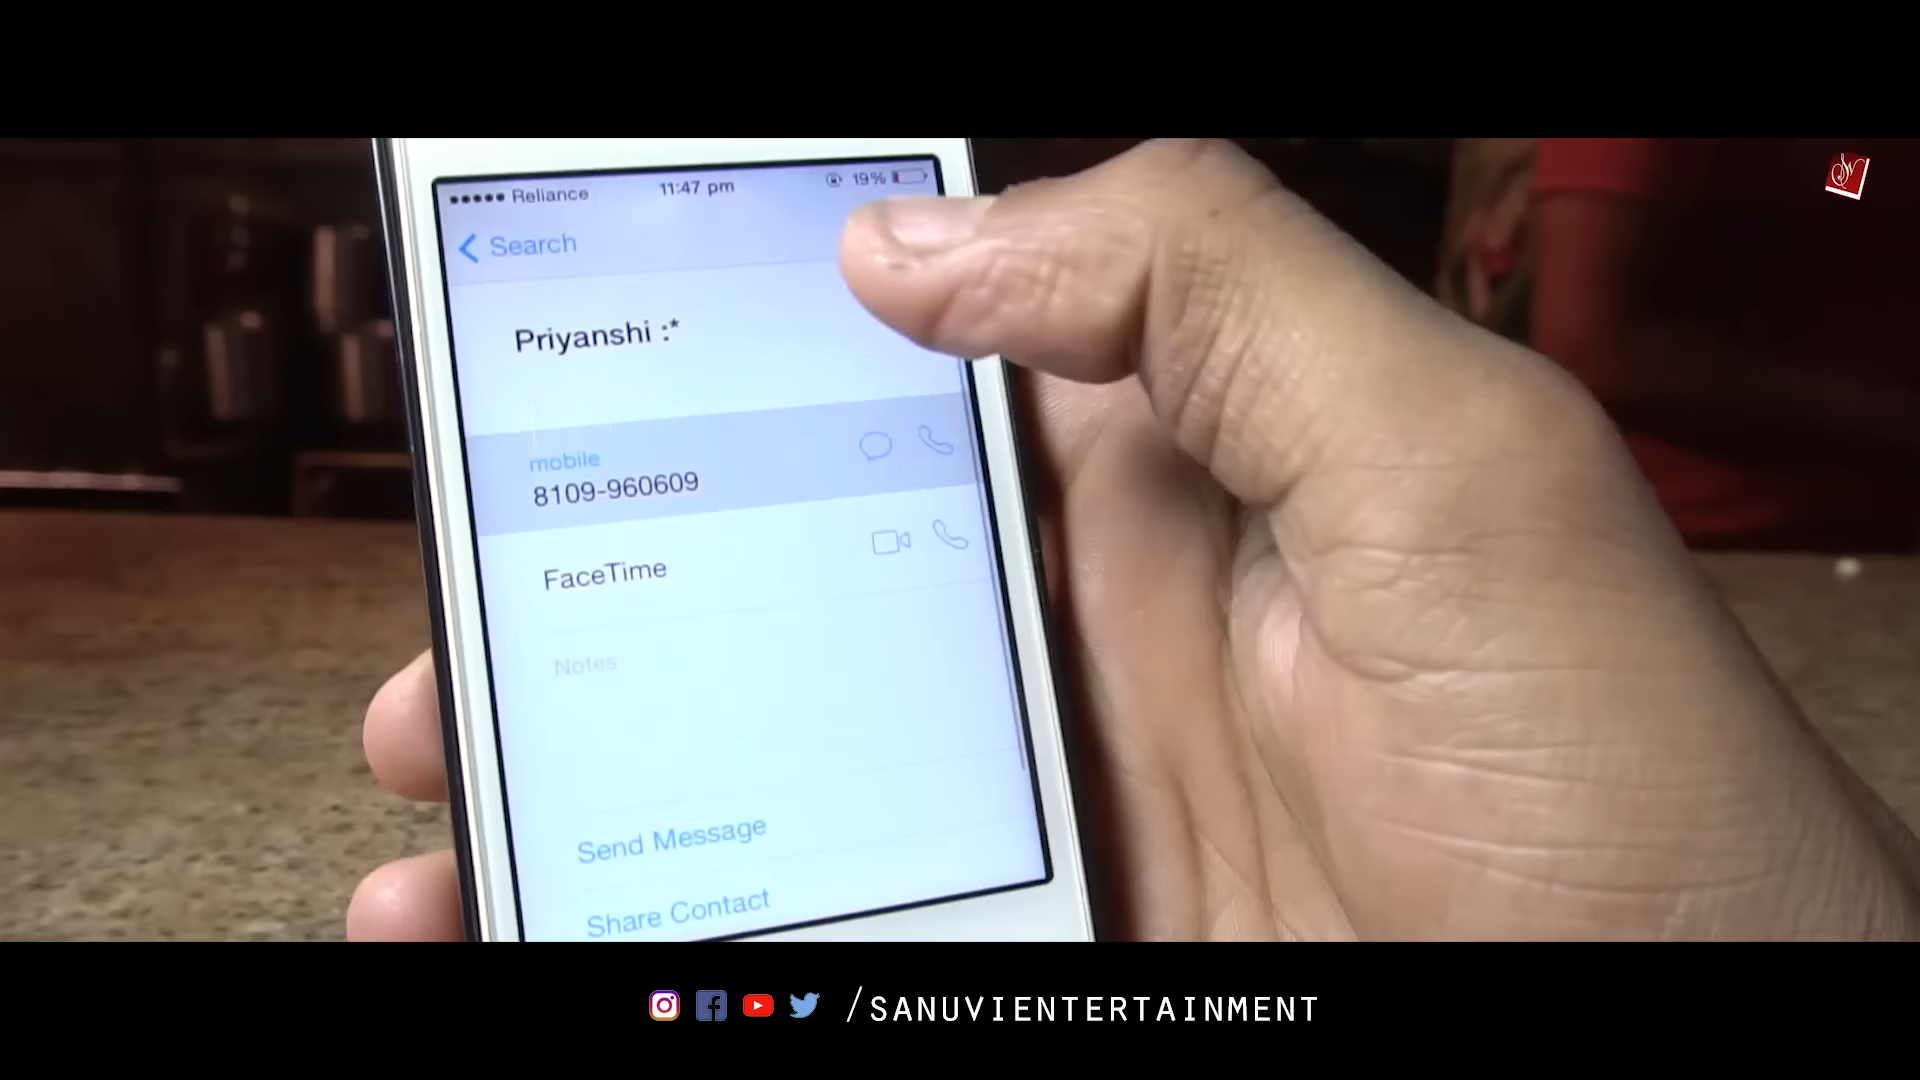 Reliance 11:47 pm 19%
Search
Priyanshi :*
mobile
8109-960609
FaceTime
Notes
Send Message
Share Contact
/SANUVIENTERTAINMENT